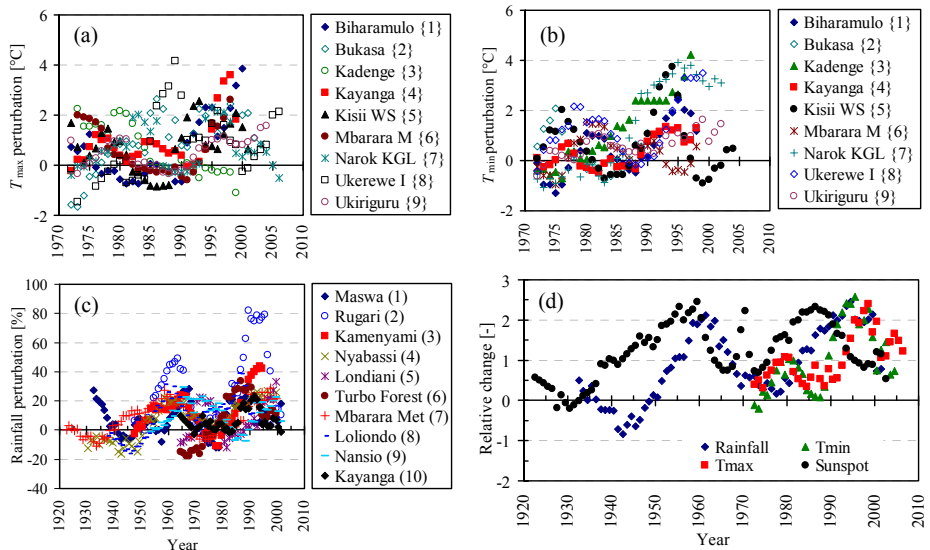 (a)
T max perturbation [°C]
6
4
2
0
-2
1970
1975
1980
1985
1990
1995
2000
2005
2010
Biharamulo {1}
Bukasa {2}
Kadenge {3}
Kayanga {4}
Kisii WS {5}
Mbarara M {6}
Narok KGL {7}
Ukerewe I {8}
Ukiriguru {9}
(b)
T min perturbation [°C]
6
4
2
0
-2
1970
1975
1980
1985
1990
1995
2000
2005
2010
Biharamulo {1}
Bukasa {2}
Kadenge {3}
Kayanga {4}
Kisii WS {5}
Mbarara M {6}
Narok KGL {7}
Ukerewe I {8}
Ukiriguru {9}
(c)
Rainfall perturbation [%]
100
80
60
40
20
0
-20
-40
1920
1930
1940
1950
1960
1970
1980
1990
2000
2010
Year
Maswa (1)
Rugari (2)
Kamenyami (3)
Nyabassi (4)
Londiani (5)
Turbo Forest (6)
Mbarara Met (7)
Loliondo (8)
Nansio (9)
Kayanga (10)
(d)
Relative change [-]
3
2
1
0
-1
-2
Rainfall
Tmin
Tmax
Sunspot
1920
1930
1940
1950
1960
1970
1980
1990
2000
2010
Year